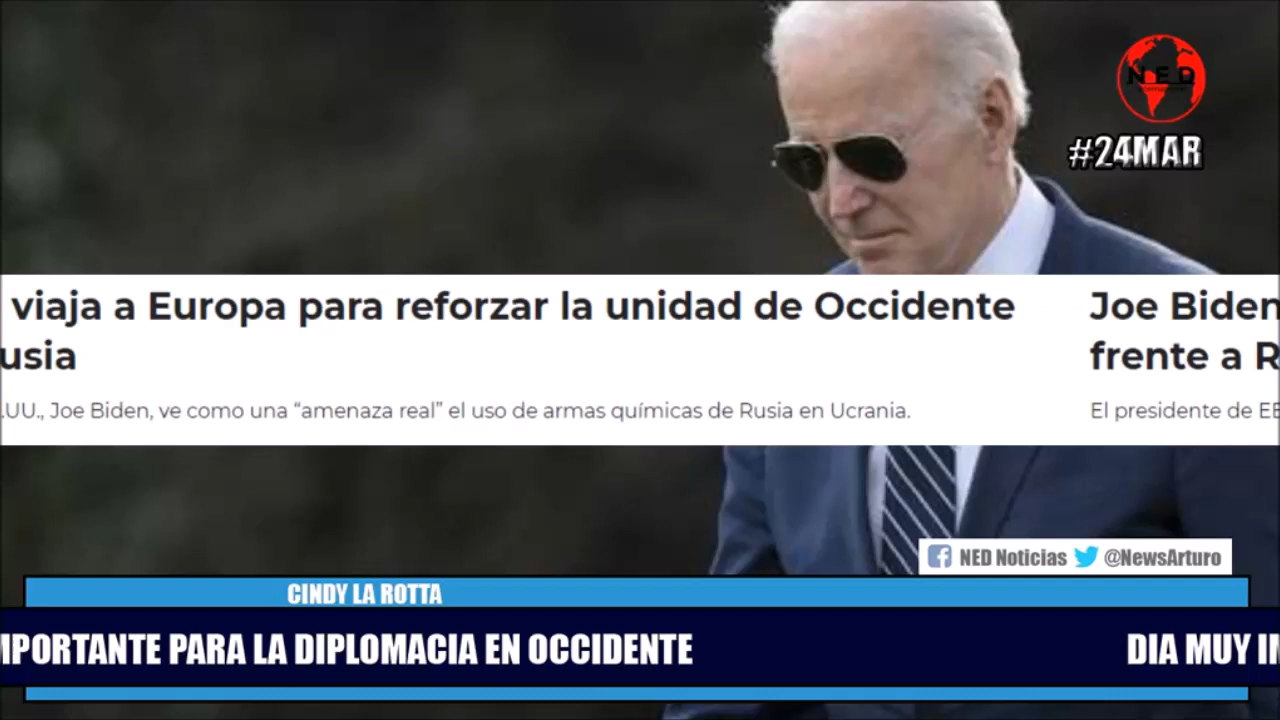 NED
#24MAR
viaja a Europa para reforzar la unidad de Occidente
usia
.UU., Joe Biden, ve como una “amenaza real” el uso de armas químicas de Rusia en Ucrania.
Joe Biden
frente a R
El presidente de EE
NED Noticias @NewsArturo
CINDY LA ROTTA
MPORTANTE PARA LA DIPLOMACIA EN OCCIDENTE
DIA MUY IM